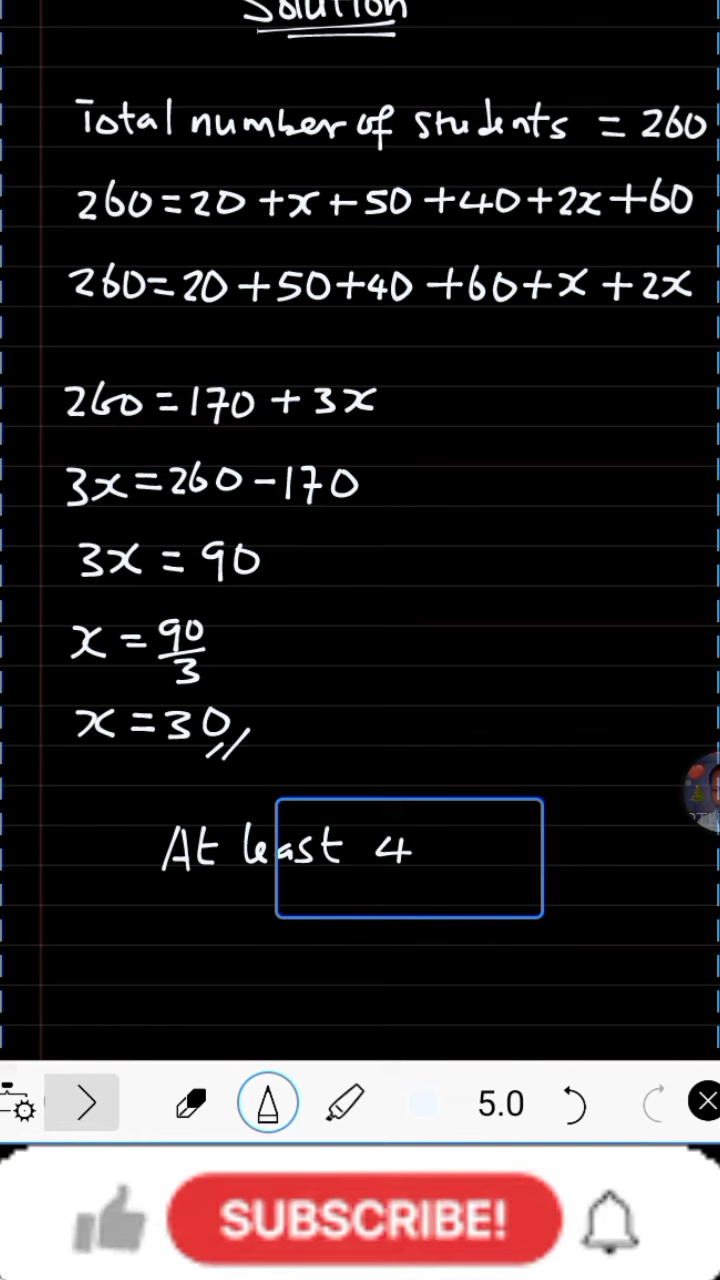 Solution
Total number of students = 260
260 = 20 + x + 50 + 40 + 2x + 60
260 = 20 + 50 + 40 + 60 + x + 2x
260 = 170 + 3x
3x = 260 - 170
3x = 90
x = 90/3
x = 30//
At least 4
5.0
SUBSCRIBE!